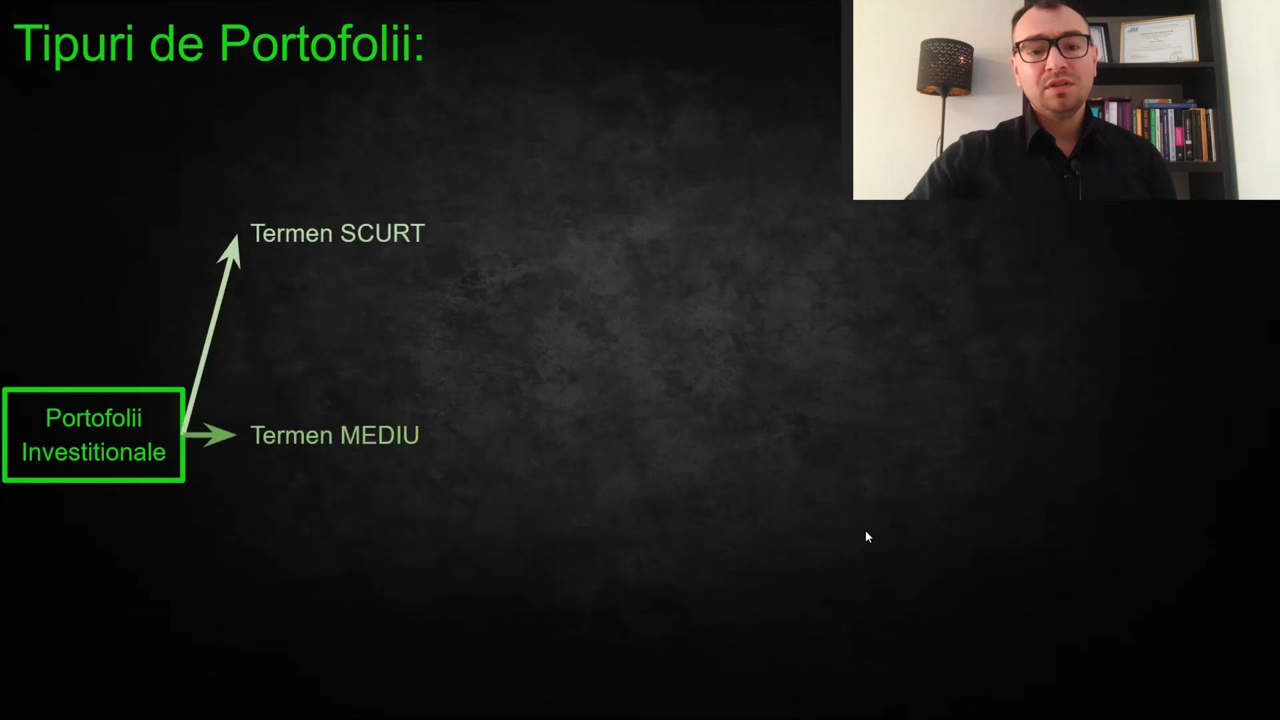 Tipuri de Portofolii:
Termen SCURT
Portofolii
Investitionale
Termen MEDIU